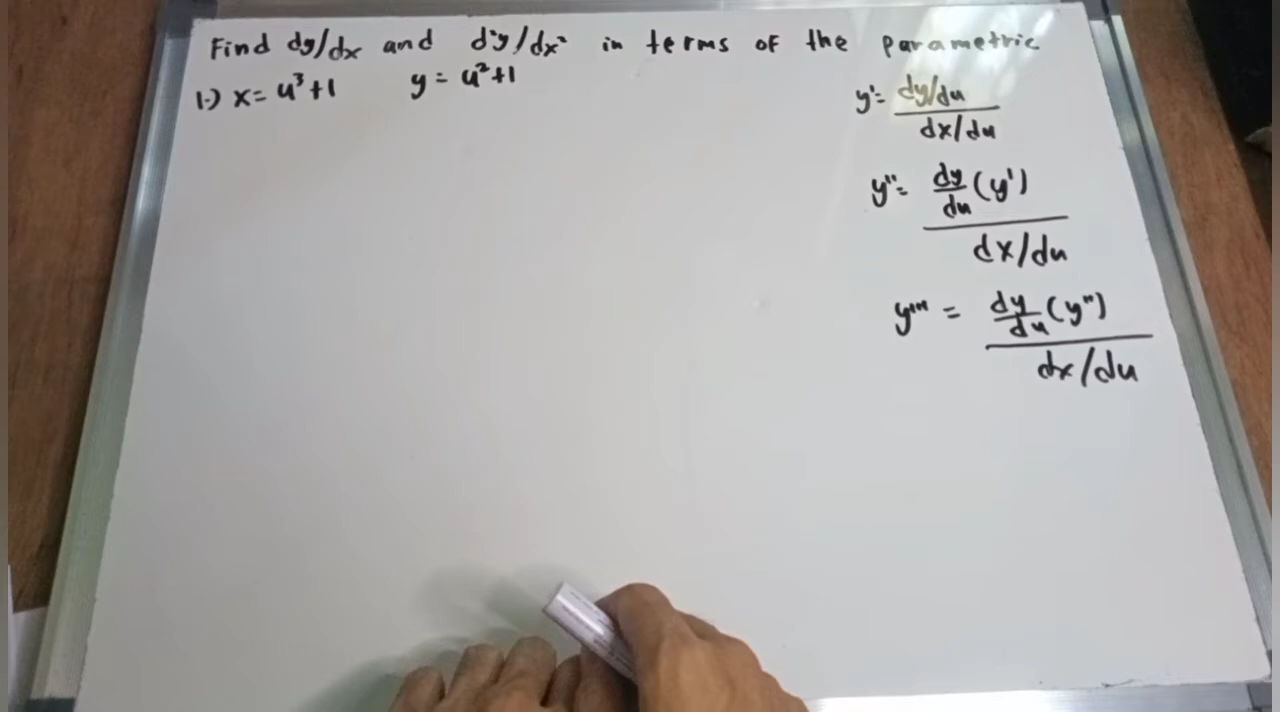 Find dy/dx and d²y/dx² in terms of the parametric
1.) x = u³+1 y = u²+1
y' = dy/du
dx/du
y'' = dy/du (y')
dx/du
y''' = dy/du (y'')
dx/du